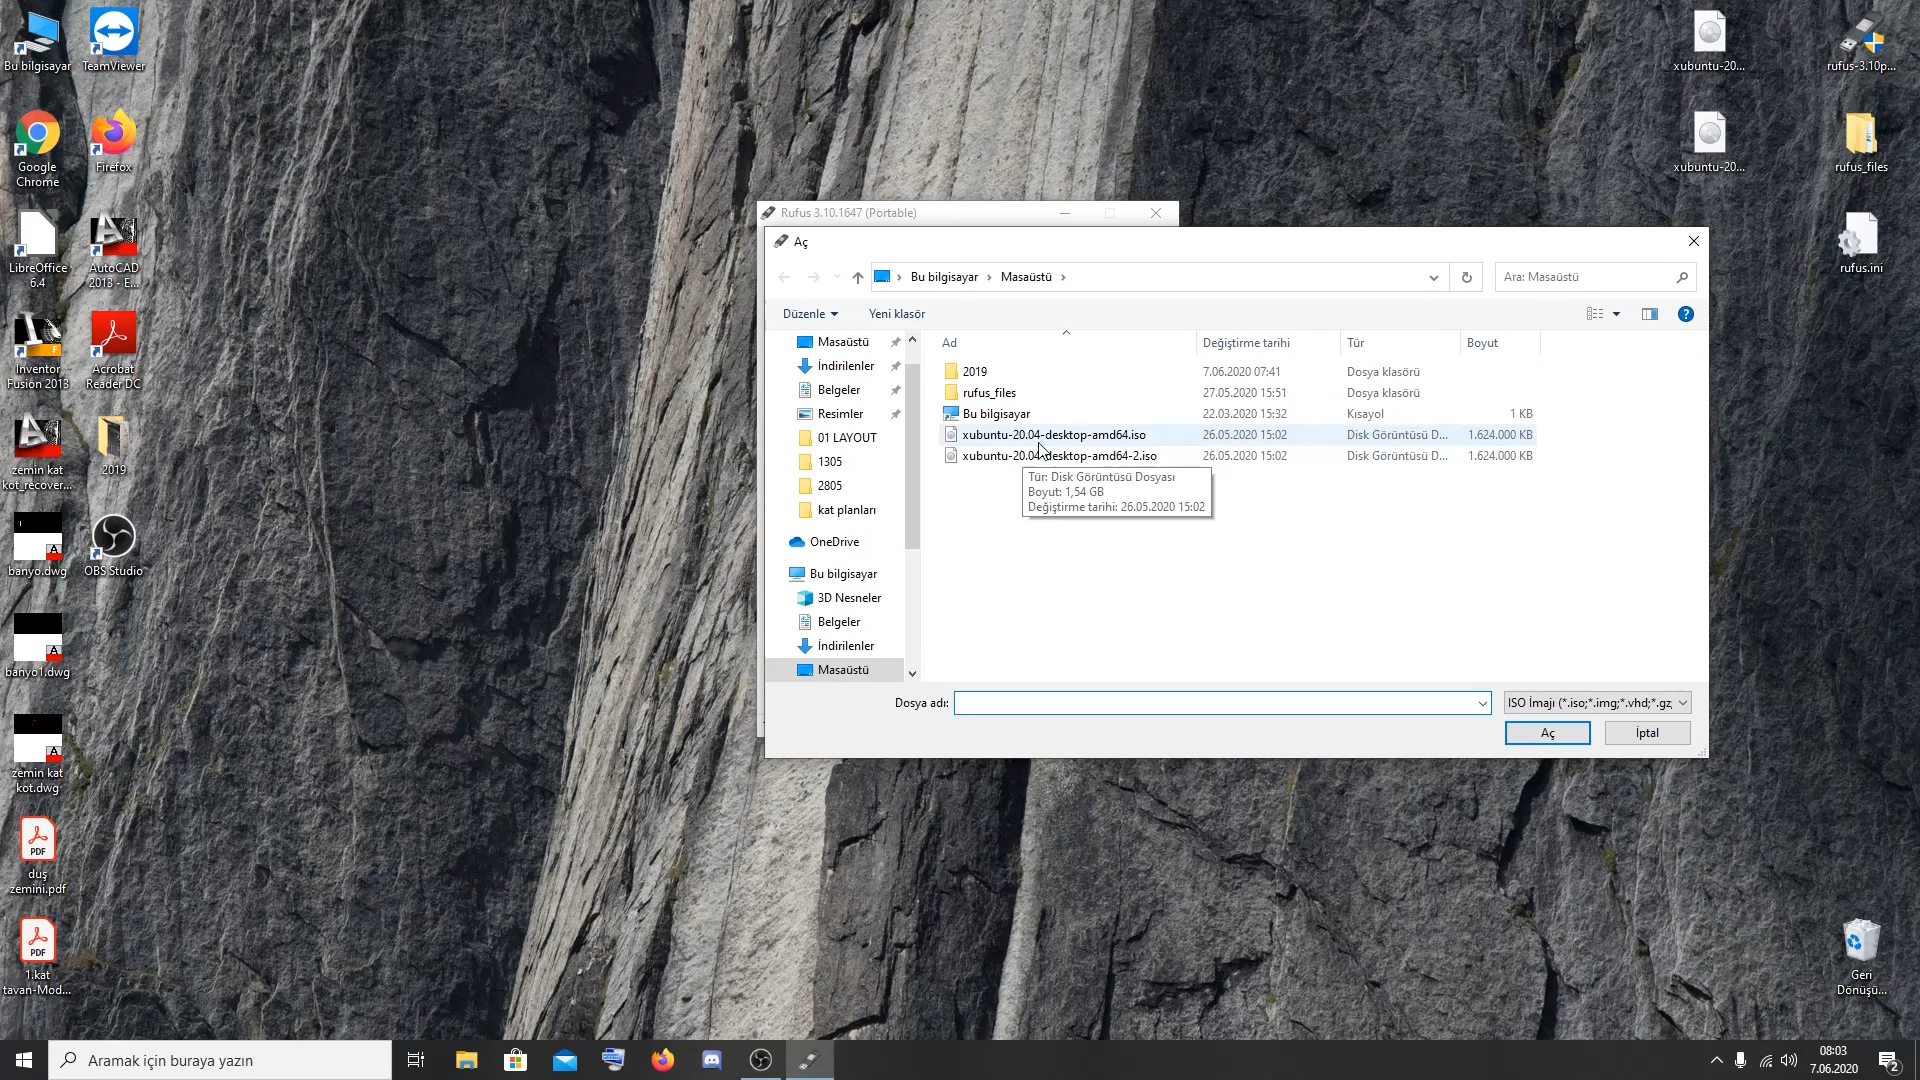 Bu bilgisayar
TeamViewer
Google
Chrome
Firefox
LibreOffice
6.4
AutoCAD
2013 - E...
Inventor
Fusion 2013
Acrobat
Reader DC
zemin kat
kot_recover...
2019
banyo.dwg
OBS Studio
banyo1.dwg
zemin kat
kot.dwg
PDF
duş
zemini.pdf
PDF
1.kat
tavan-Mod...
xubuntu-20...
rufus-3.10p...
xubuntu-20...
rufus_files
rufus.ini
Geri
Dönüşü...
Rufus 3.10.1647 (Portable)
Aç
Bu bilgisayar
Masaüstü
Ara: Masaüstü
Düzenle
Yeni klasör
Masaüstü
İndirilenler
Belgeler
Resimler
01 LAYOUT
1305
2805
kat planları
OneDrive
Bu bilgisayar
3D Nesneler
Belgeler
İndirilenler
Masaüstü
Ad Değiştirme tarihi Tür Boyut
2019 7.06.2020 07:41 Dosya klasörü
rufus_files 27.05.2020 15:51 Dosya klasörü
Bu bilgisayar 22.03.2020 15:32 Kısayol 1 KB
xubuntu-20.04-desktop-amd64.iso 26.05.2020 15:02 Disk Görüntüsü D... 1.624.000 KB
xubuntu-20.04-desktop-amd64-2.iso 26.05.2020 15:02 Disk Görüntüsü D... 1.624.000 KB
Tür: Disk Görüntüsü Dosyası
Boyut: 1,54 GB
Değiştirme tarihi: 26.05.2020 15:02
Dosya adı:
ISO İmajı (*.iso;*.img;*.vhd;*.gz
Aç
İptal
Aramak için buraya yazın
08:03
7.06.2020
2